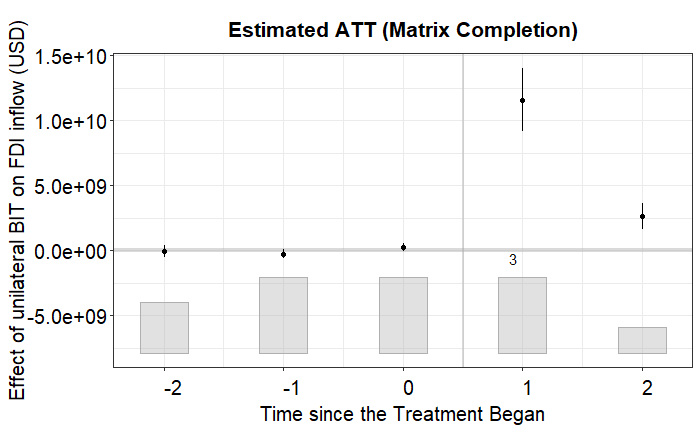 Estimated ATT (Matrix Completion)
Effect of unilateral BIT on FDI inflow (USD)
1.5e+10
1.0e+10
5.0e+09
0.0e+00
-5.0e+09
3
-2 -1 0 1 2
Time since the Treatment Began